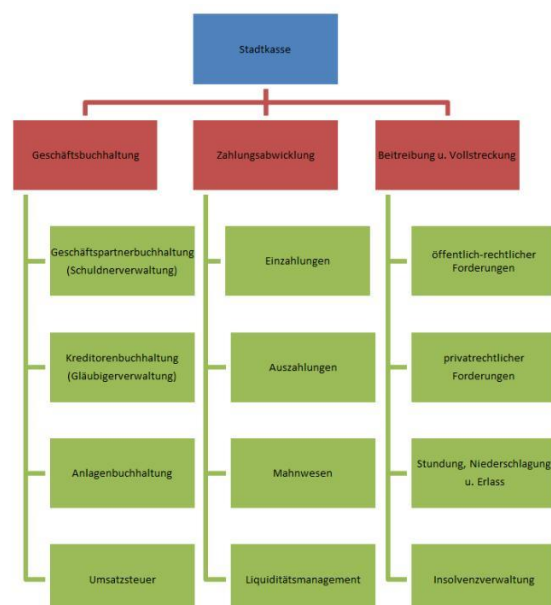 Stadtkasse
Geschäftsbuchhaltung
Zahlungsabwicklung
Beitreibung u. Vollstreckung
Geschäftspartnerbuchhaltung
(Schuldnerverwaltung)
Kreditorenbuchhaltung
(Gläubigerverwaltung)
Anlagenbuchhaltung
Umsatzsteuer
Einzahlungen
Auszahlungen
Mahnwesen
Liquiditätsmanagement
öffentlich-rechtlicher
Forderungen
privatrechtlicher
Forderungen
Stundung, Niederschlagung
u. Erlass
Insolvenzverwaltung